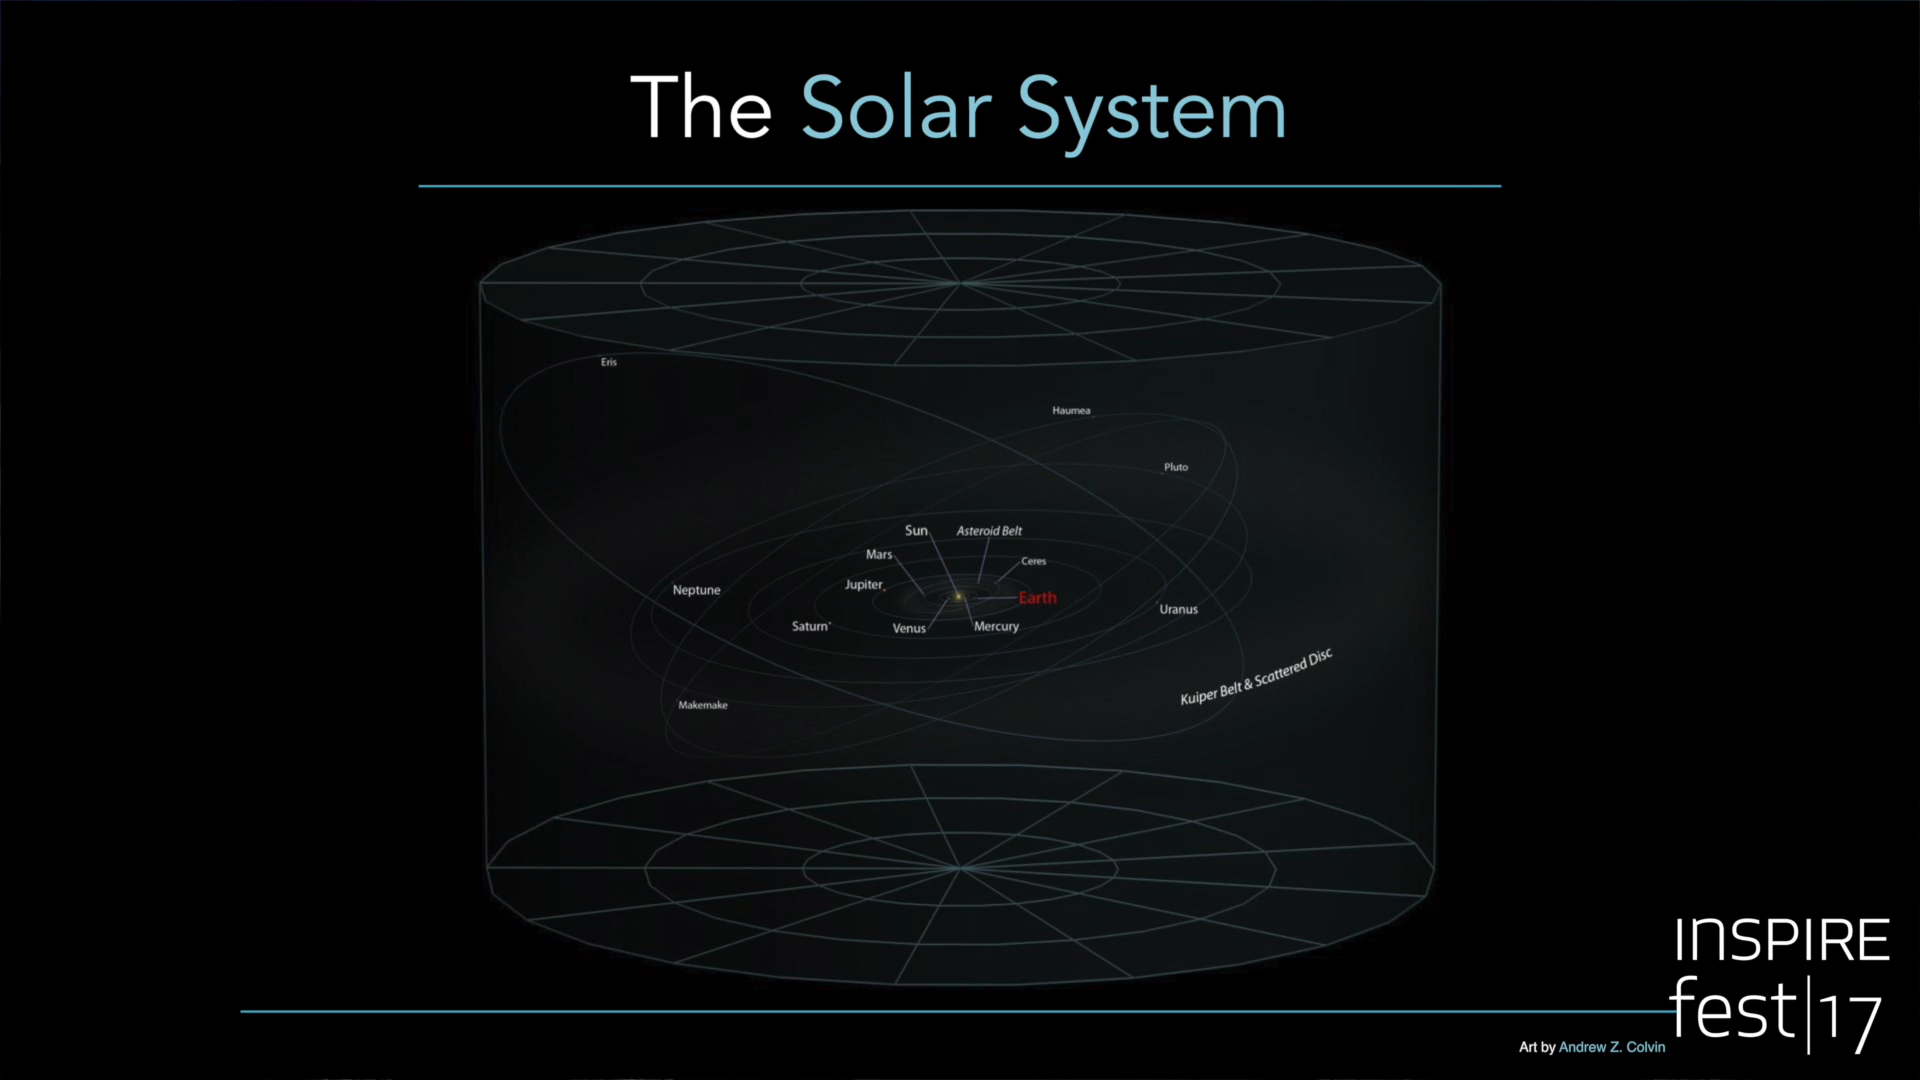 The Solar System
Eris
Haumea
Pluto
Sun
Asteroid Belt
Mars
Ceres
Jupiter
Neptune
Earth
Uranus
Saturn
Venus
Mercury
Kuiper Belt & Scattered Disc
Makemake
INSPIRE
fest|17
Art by Andrew Z. Colvin